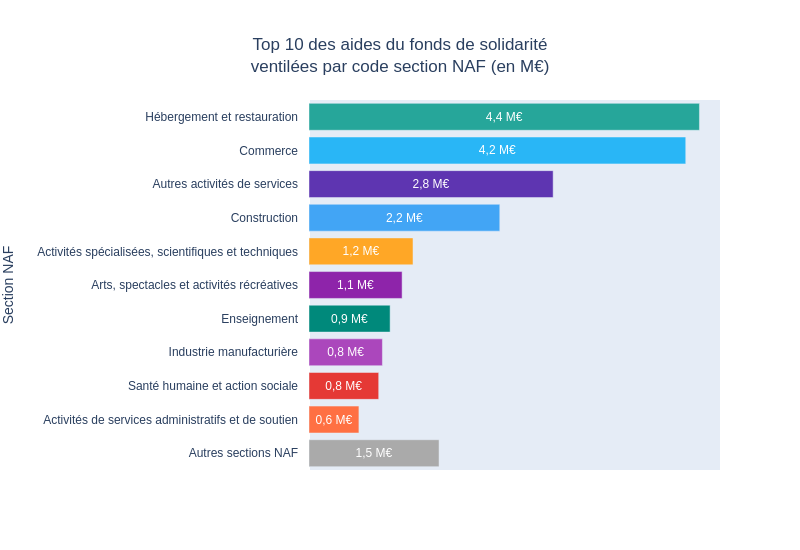 Top 10 des aides du fonds de solidarité
ventilées par code section NAF (en M€)
Section NAF
Hébergement et restauration 4,4 M€
Commerce 4,2 M€
Autres activités de services 2,8 M€
Construction 2,2 M€
Activités spécialisées, scientifiques et techniques 1,2 M€
Arts, spectacles et activités récréatives 1,1 M€
Enseignement 0,9 M€
Industrie manufacturière 0,8 M€
Santé humaine et action sociale 0,8 M€
Activités de services administratifs et de soutien 0,6 M€
Autres sections NAF 1,5 M€